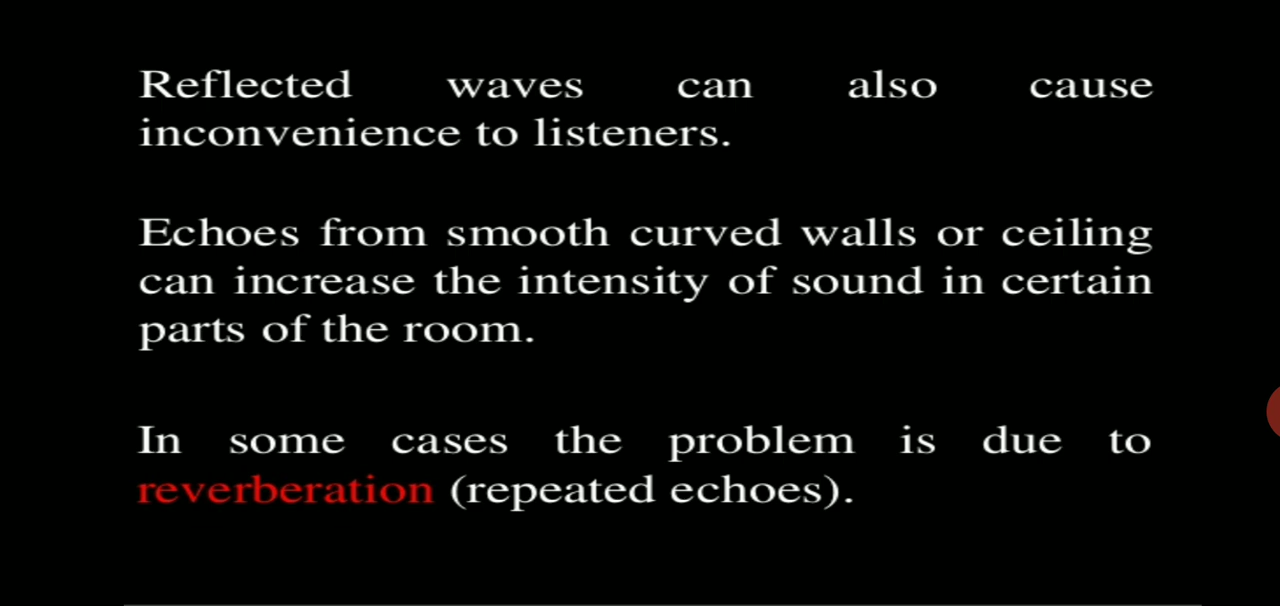 Reflected waves can also cause
inconvenience to listeners.
Echoes from smooth curved walls or ceiling
can increase the intensity of sound in certain
parts of the room.
In some cases the problem is due to
reverberation (repeated echoes).